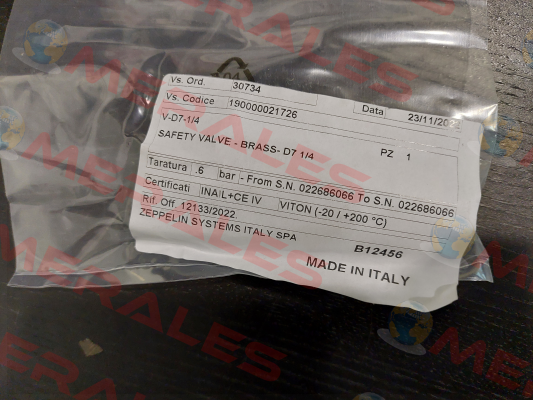 Vs. Ord. 30734
Vs. Codice 190000021726 Data 23/11/202
V-D7-1/4
SAFETY VALVE - BRASS- D7 1/4 PZ 1
Taratura .6 bar - From S.N. 022686066 To S.N. 022686066
Certificati INAIL+CE IV VITON (-20 / +200 °C)
Rif. Off. 12133/2022
ZEPPELIN SYSTEMS ITALY SPA
B12456
MADE IN ITALY
MERALES
MERALES
MERALES